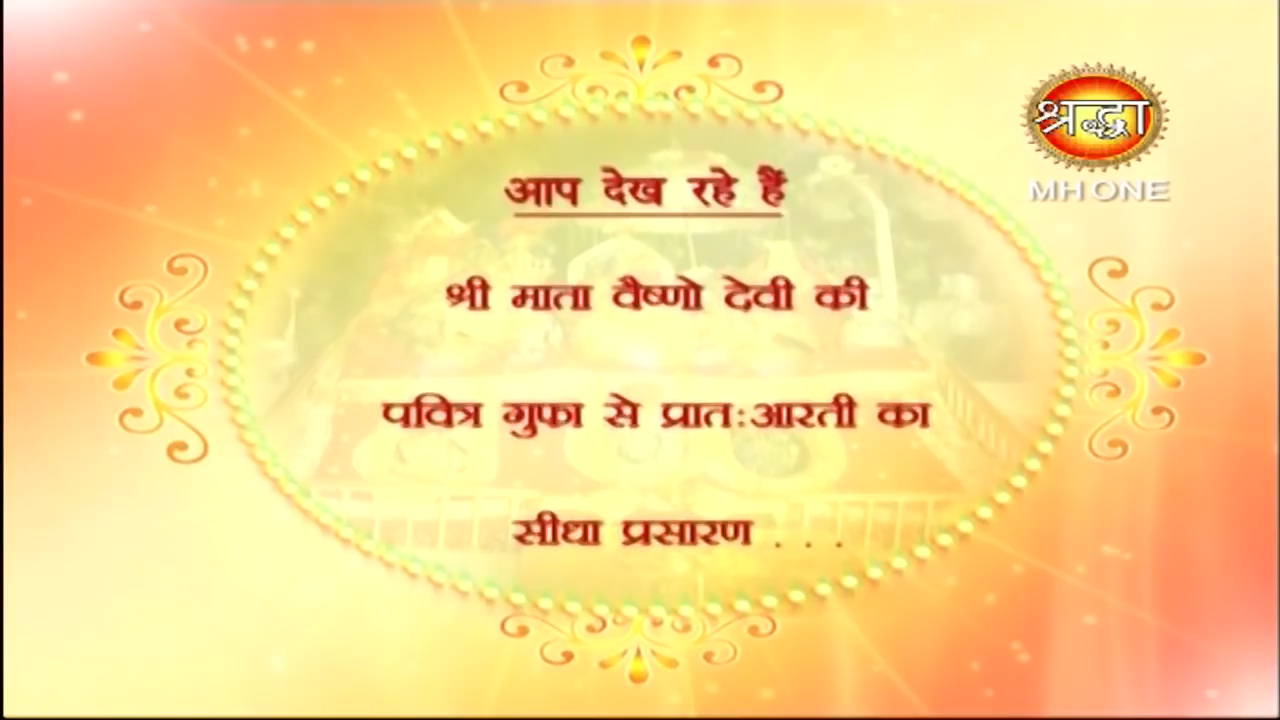 श्रद्धा
MH ONE
आप देख रहे हैं
श्री माता वैष्णो देवी की
पवित्र गुफा से प्रातःआरती का
सीधा प्रसारण . . .